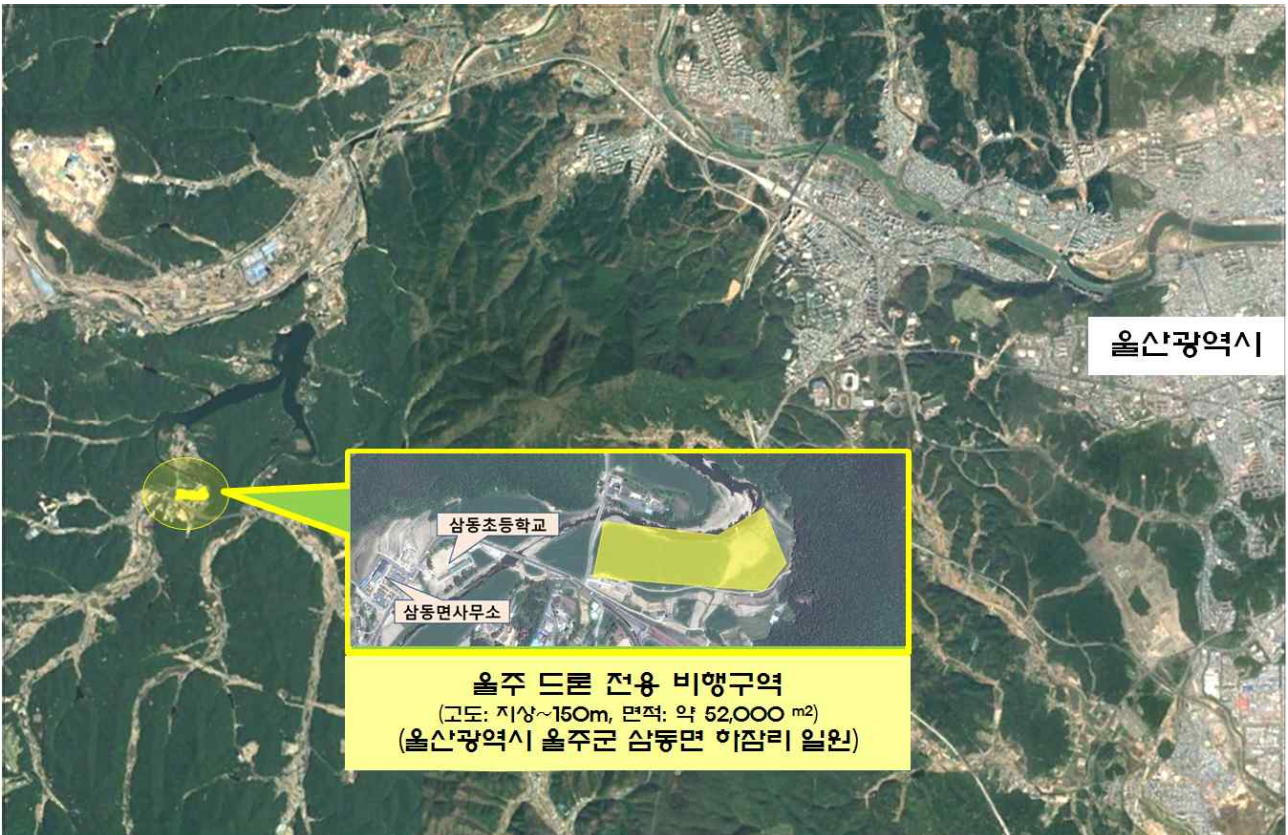 울산광역시
삼동초등학교
삼동면사무소
울주 드론 전용 비행구역
(고도: 지상~150m, 면적: 약 52,000 m²)
(울산광역시 울주군 삼동면 하잠리 일원)